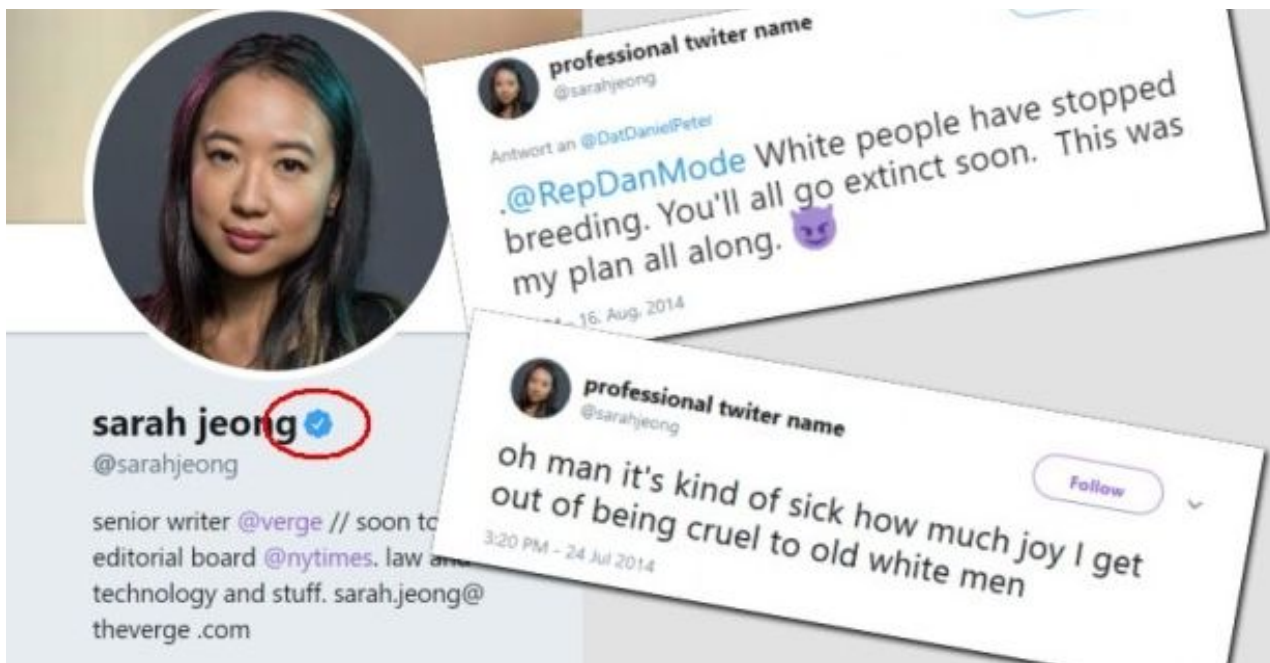 sarah jeong
@sarahjeong
senior writer @verge // soon to
editorial board @nytimes. law and
technology and stuff. sarah.jeong@
theverge .com
professional twiter name
@sarahjeong
Antwort an @DatDanielPeter
.@RepDanMode White people have stopped
breeding. You'll all go extinct soon. This was
my plan all along.
- 16. Aug. 2014
professional twiter name
@sarahjeong
Follow
oh man it's kind of sick how much joy I get
out of being cruel to old white men
3:20 PM - 24 Jul 2014